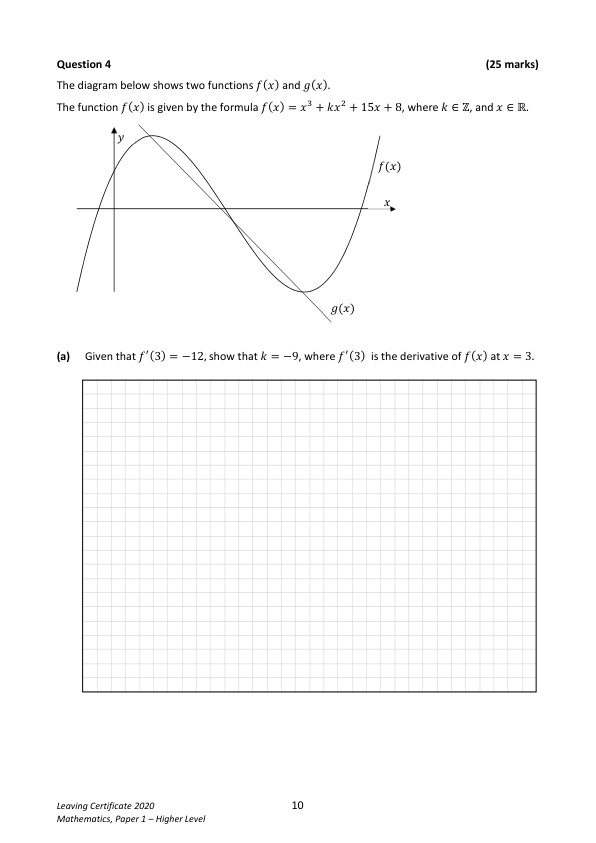 Question 4 (25 marks)
The diagram below shows two functions f(x) and g(x).
The function f(x) is given by the formula f(x) = x³ + kx² + 15x + 8, where k ∈ ℤ, and x ∈ ℝ.
y
f(x)
x
g(x)
(a) Given that f′(3) = −12, show that k = −9, where f′(3) is the derivative of f(x) at x = 3.
Leaving Certificate 2020
10
Mathematics, Paper 1 – Higher Level